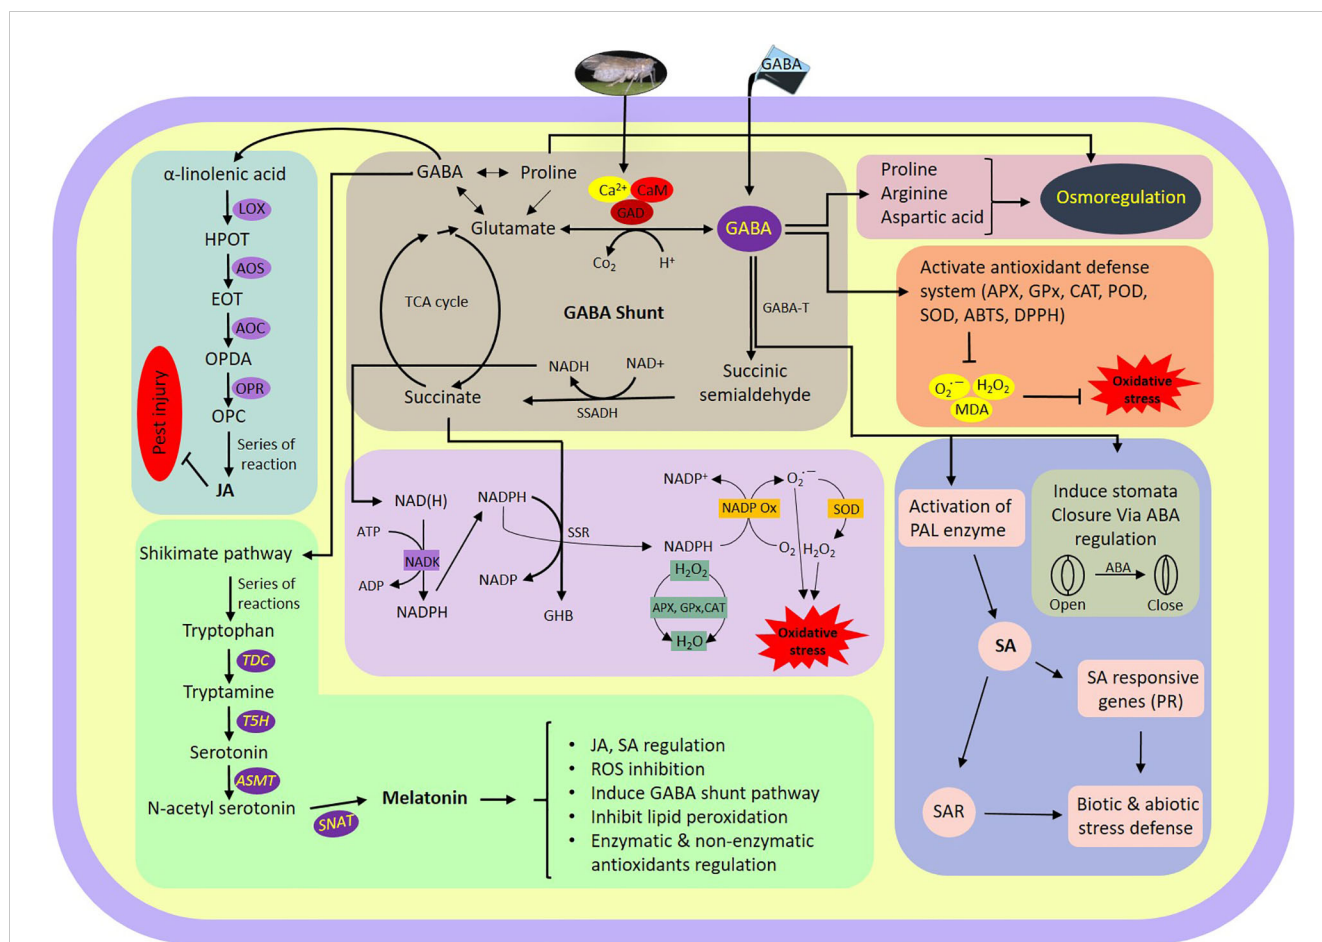 GABA
α-linolenic acid
LOX
HPOT
AOS
EOT
AOC
OPDA
OPR
OPC
Series of
reaction
JA
Pest injury
GABA
Proline
Glutamate
Ca2+
CaM
GAD
Co2
H+
GABA
TCA cycle
GABA Shunt
GABA-T
NADH
NAD+
Succinate
SSADH
Succinic
semialdehyde
Proline
Arginine
Aspartic acid
Osmoregulation
Activate antioxidant defense
system (APX, GPx, CAT, POD,
SOD, ABTS, DPPH)
O2·−
H2O2
MDA
Oxidative
stress
NAD(H)
ATP
NADK
ADP
NADPH
NADPH
SSR
NADP
GHB
NADP+
O2·−
NADP Ox
SOD
NADPH
O2
H2O2
H2O2
APX, GPx,CAT
H2O
Oxidative
stress
Activation of
PAL enzyme
Induce stomata
Closure Via ABA
regulation
ABA
Open
Close
SA
SA responsive
genes (PR)
SAR
Biotic & abiotic
stress defense
Shikimate pathway
Series of
reactions
Tryptophan
TDC
Tryptamine
T5H
Serotonin
ASMT
N-acetyl serotonin
SNAT
Melatonin
• JA, SA regulation
• ROS inhibition
• Induce GABA shunt pathway
• Inhibit lipid peroxidation
• Enzymatic & non-enzymatic
antioxidants regulation